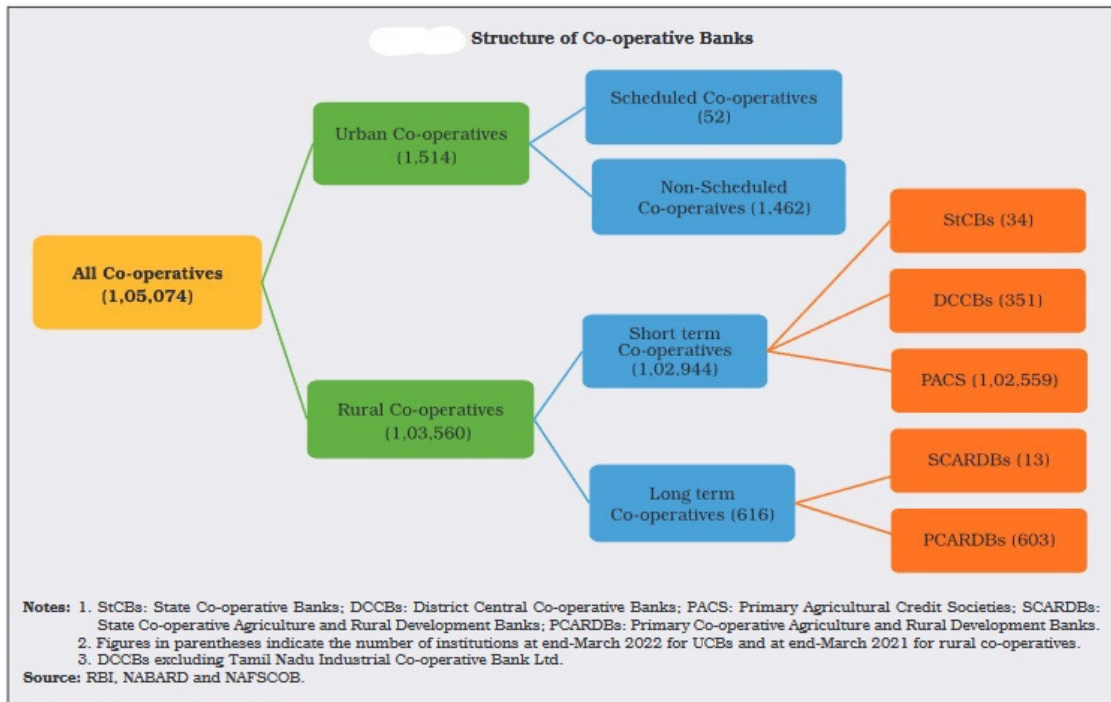 Structure of Co-operative Banks
Urban Co-operatives
(1,514)
Scheduled Co-operatives
(52)
Non-Scheduled
Co-operaives (1,462)
All Co-operatives
(1,05,074)
Rural Co-operatives
(1,03,560)
Short term
Co-operatives
(1,02,944)
Long term
Co-operatives (616)
StCBs (34)
DCCBs (351)
PACS (1,02,559)
SCARDBs (13)
PCARDBs (603)
Notes: 1. StCBs: State Co-operative Banks; DCCBs: District Central Co-operative Banks; PACS: Primary Agricultural Credit Societies; SCARDBs:
State Co-operative Agriculture and Rural Development Banks; PCARDBs: Primary Co-operative Agriculture and Rural Development Banks.
2. Figures in parentheses indicate the number of institutions at end-March 2022 for UCBs and at end-March 2021 for rural co-operatives.
3. DCCBs excluding Tamil Nadu Industrial Co-operative Bank Ltd.
Source: RBI, NABARD and NAFSCOB.